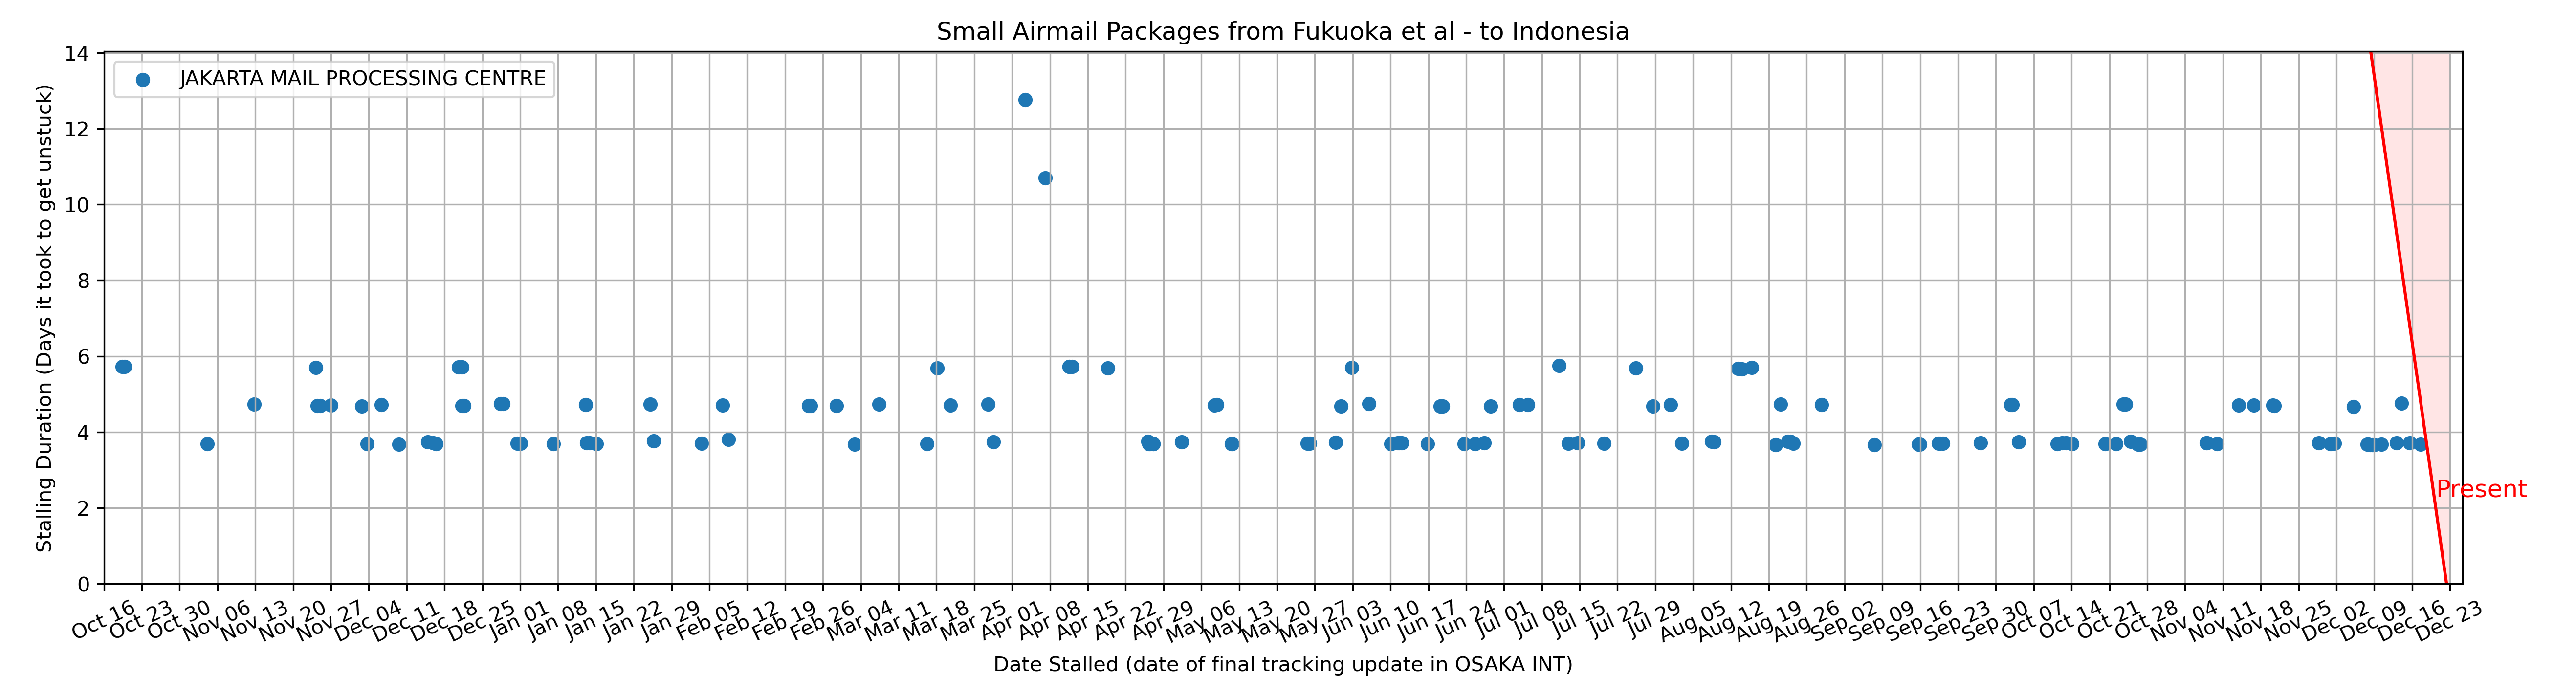 Small Airmail Packages from Fukuoka et al - to Indonesia
14
JAKARTA MAIL PROCESSING CENTRE
12
10
8
6
4
2
0
Stalling Duration (Days it took to get unstuck)
Present
Oct 16
Oct 23
Oct 30
Nov 06
Nov 13
Nov 20
Nov 27
Dec 04
Dec 11
Dec 18
Dec 25
Jan 01
Jan 08
Jan 15
Jan 22
Jan 29
Feb 05
Feb 12
Feb 19
Feb 26
Mar 04
Mar 11
Mar 18
Mar 25
Apr 01
Apr 08
Apr 15
Apr 22
Apr 29
May 06
May 13
May 20
May 27
Jun 03
Jun 10
Jun 17
Jun 24
Jul 01
Jul 08
Jul 15
Jul 22
Jul 29
Aug 05
Aug 12
Aug 19
Aug 26
Sep 02
Sep 09
Sep 16
Sep 23
Sep 30
Oct 07
Oct 14
Oct 21
Oct 28
Nov 04
Nov 11
Nov 18
Nov 25
Dec 02
Dec 09
Dec 16
Dec 23
Date Stalled (date of final tracking update in OSAKA INT)